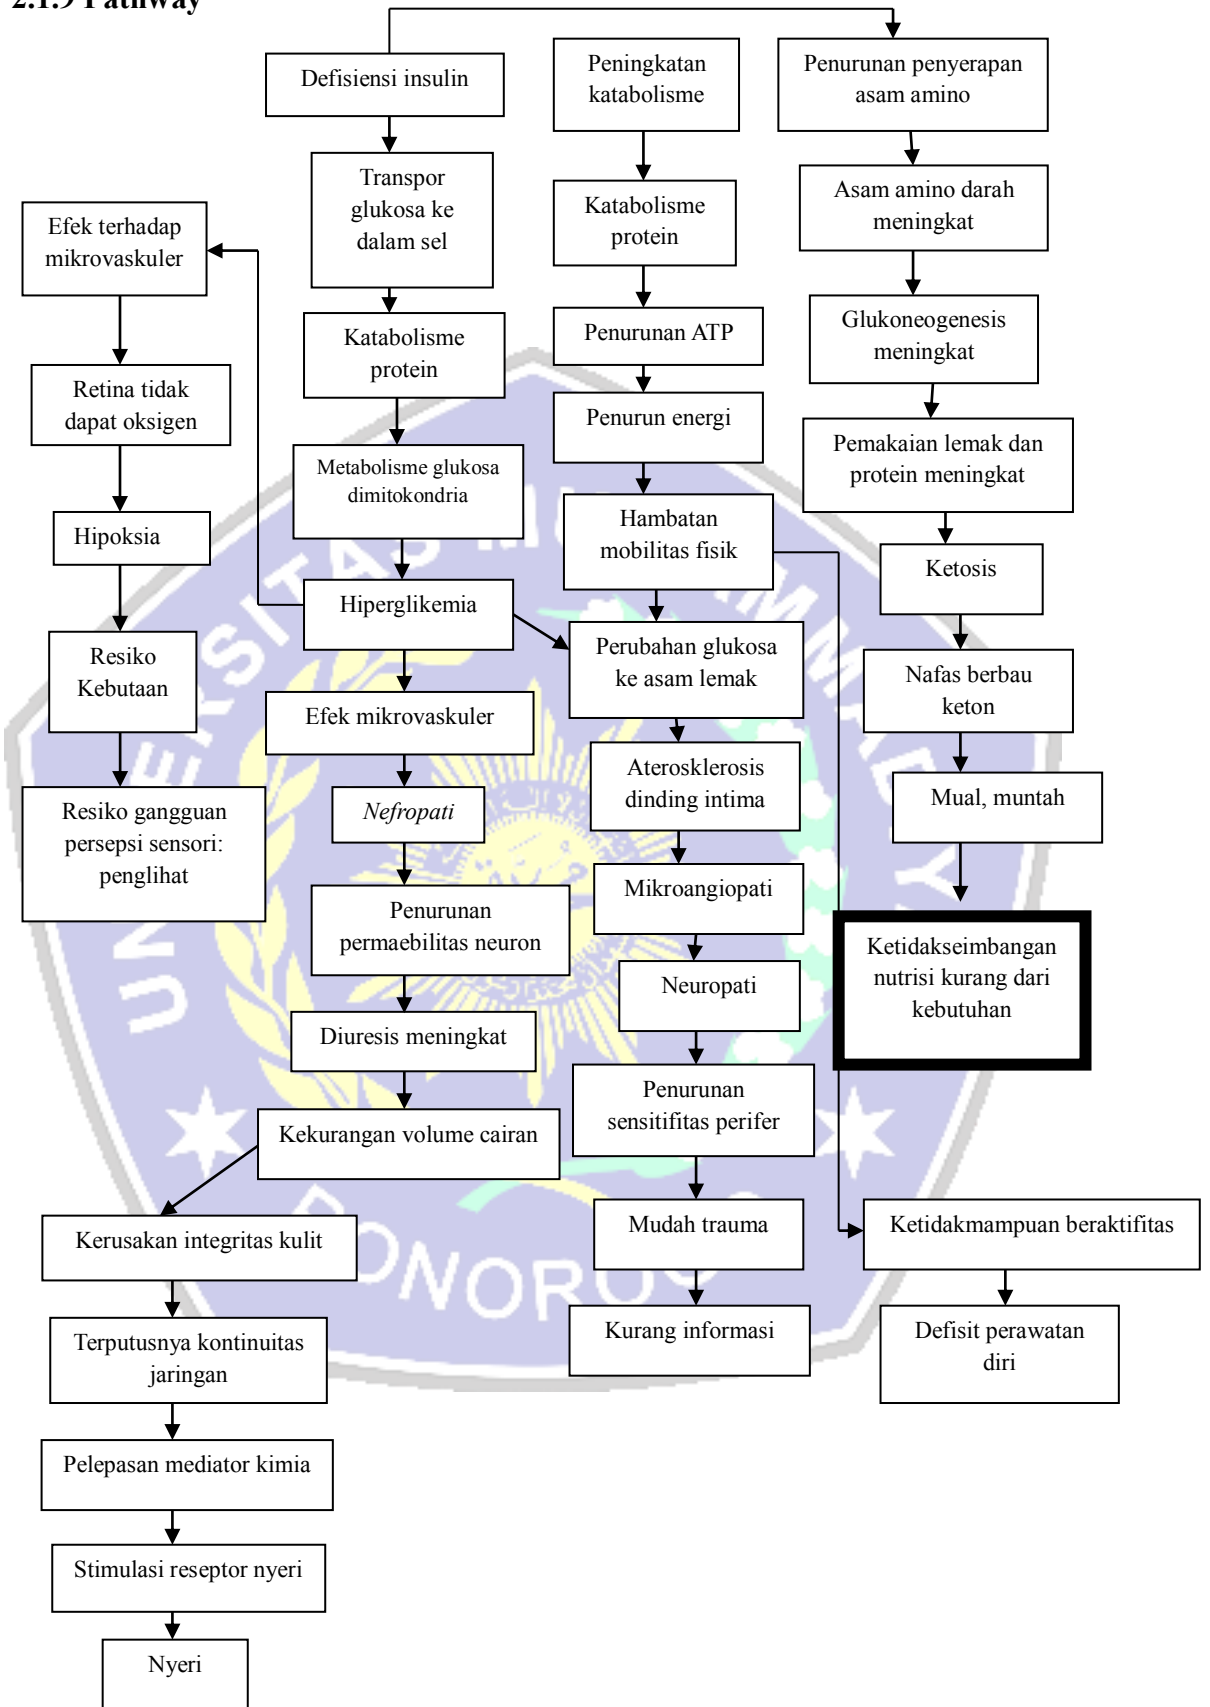 2.1.9 Pathway
Defisiensi insulin
Transpor
glukosa ke
dalam sel
Katabolisme
protein
Metabolisme glukosa
dimitokondria
Hiperglikemia
Efek terhadap
mikrovaskuler
Retina tidak
dapat oksigen
Hipoksia
Resiko
Kebutaan
Resiko gangguan
persepsi sensori:
penglihat
Efek mikrovaskuler
Nefropati
Penurunan
permaebilitas neuron
Diuresis meningkat
Kekurangan volume cairan
Kerusakan integritas kulit
Terputusnya kontinuitas
jaringan
Pelepasan mediator kimia
Stimulasi reseptor nyeri
Nyeri
Peningkatan
katabolisme
Katabolisme
protein
Penurunan ATP
Penurun energi
Hambatan
mobilitas fisik
Perubahan glukosa
ke asam lemak
Aterosklerosis
dinding intima
Mikroangiopati
Neuropati
Penurunan
sensitifitas perifer
Mudah trauma
Kurang informasi
Penurunan penyerapan
asam amino
Asam amino darah
meningkat
Glukoneogenesis
meningkat
Pemakaian lemak dan
protein meningkat
Ketosis
Nafas berbau
keton
Mual, muntah
Ketidakseimbangan
nutrisi kurang dari
kebutuhan
Ketidakmampuan beraktifitas
Defisit perawatan
diri